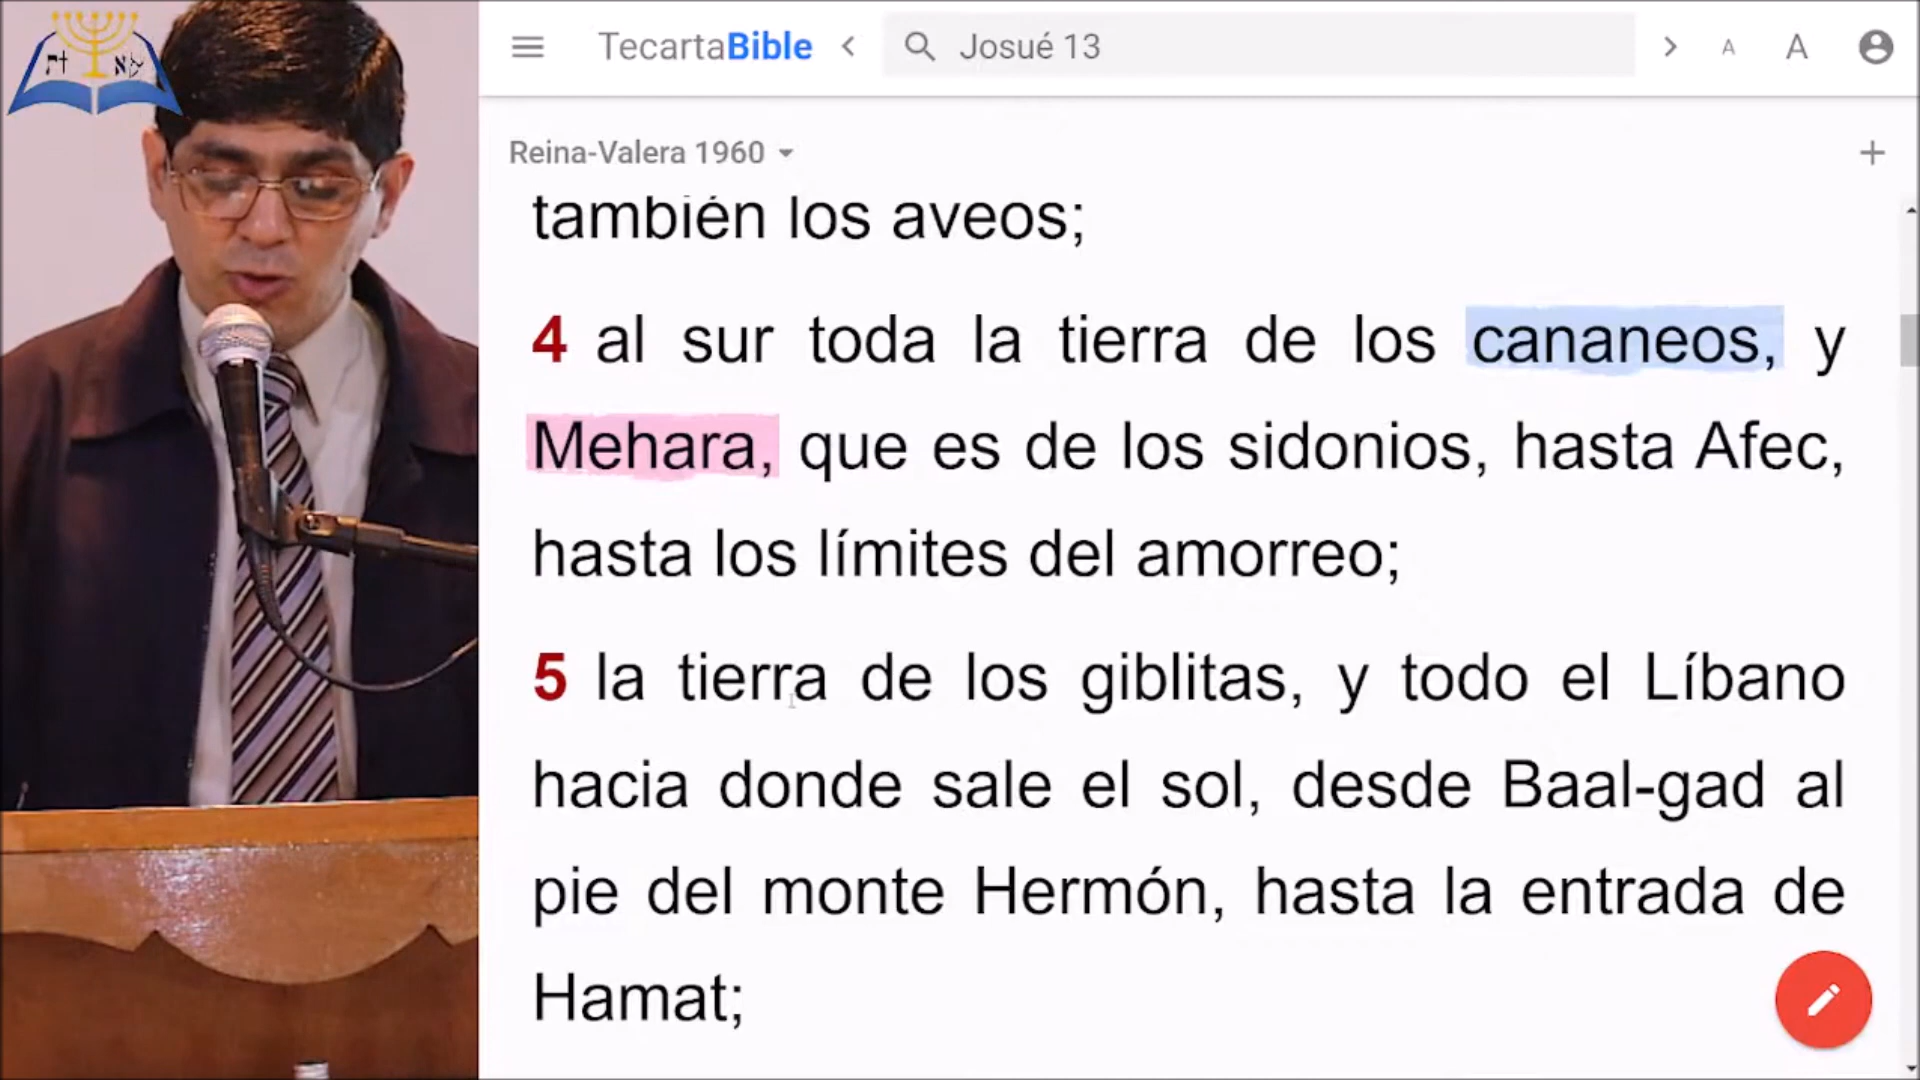 TecartaBible
Josué 13
A A
Reina-Valera 1960
también los aveos;
4 al sur toda la tierra de los cananeos, y
Mehara, que es de los sidonios, hasta Afec,
hasta los límites del amorreo;
5 la tierra de los giblitas, y todo el Líbano
hacia donde sale el sol, desde Baal-gad al
pie del monte Hermón, hasta la entrada de
Hamat;